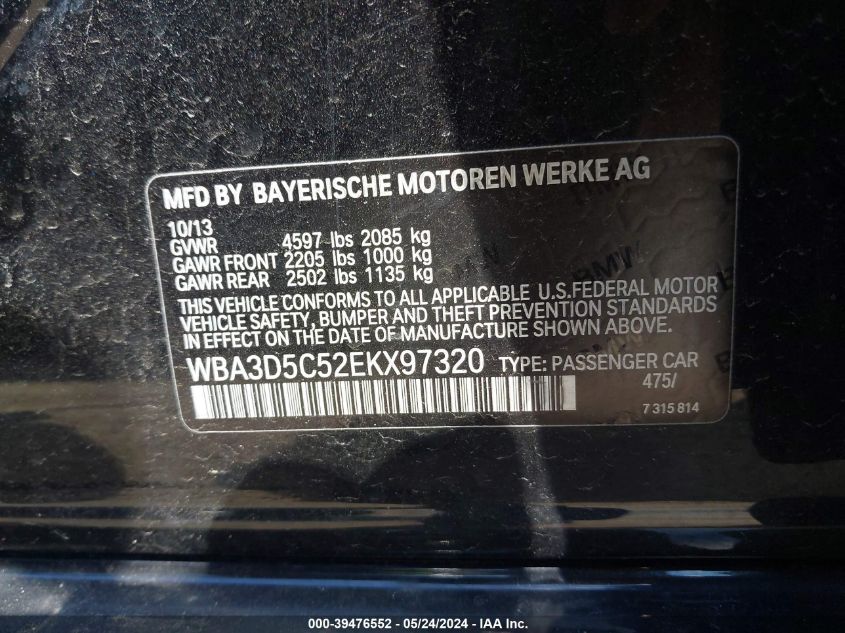 MFD BY BAYERISCHE MOTOREN WERKE AG
10/13
GVWR 4597 lbs 2085 kg
GAWR FRONT 2205 lbs 1000 kg
GAWR REAR 2502 lbs 1135 kg
THIS VEHICLE CONFORMS TO ALL APPLICABLE U.S.FEDERAL MOTOR
VEHICLE SAFETY, BUMPER AND THEFT PREVENTION STANDARDS
IN EFFECT ON THE DATE OF MANUFACTURE SHOWN ABOVE.
WBA3D5C52EKX97320 TYPE: PASSENGER CAR
475/
7 315 814
BMW
000-39476552 - 05/24/2024 - IAA Inc.